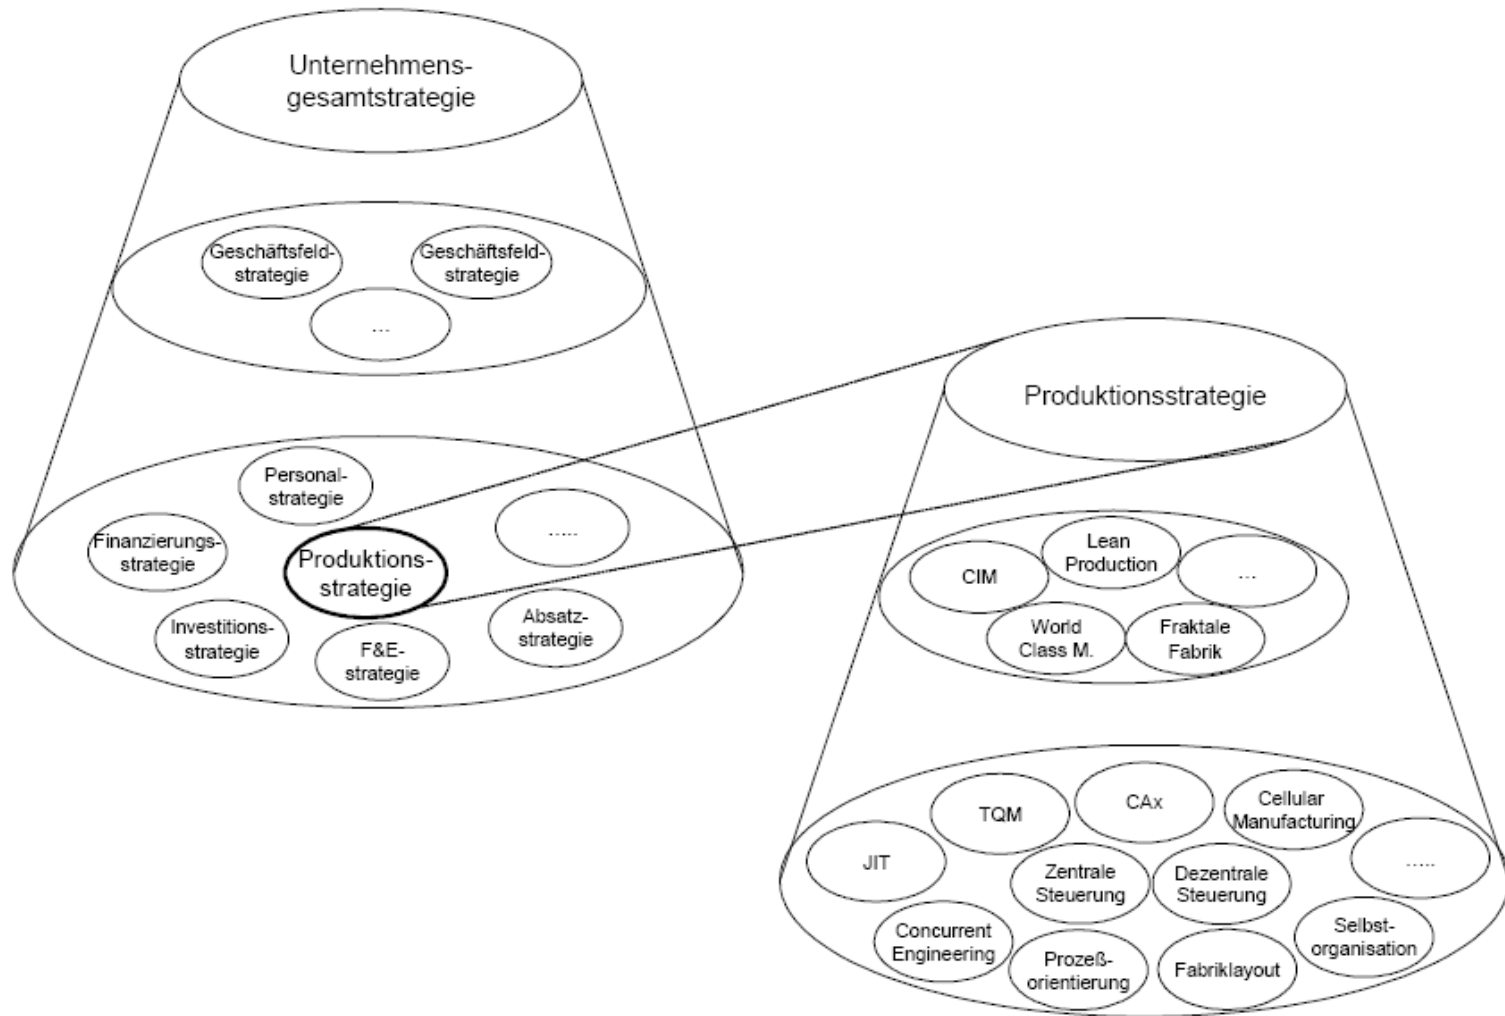 Unternehmens-
gesamtstrategie
Geschäftsfeld-
strategie
Geschäftsfeld-
strategie
...
Personal-
strategie
Finanzierungs-
strategie
Produktions-
strategie
.....
Investitions-
strategie
F&E-
strategie
Absatz-
strategie
Produktionsstrategie
CIM
Lean
Production
...
World
Class M.
Fraktale
Fabrik
JIT
TQM
CAx
Cellular
Manufacturing
.....
Zentrale
Steuerung
Dezentrale
Steuerung
Concurrent
Engineering
Prozeß-
orientierung
Fabriklayout
Selbst-
organisation